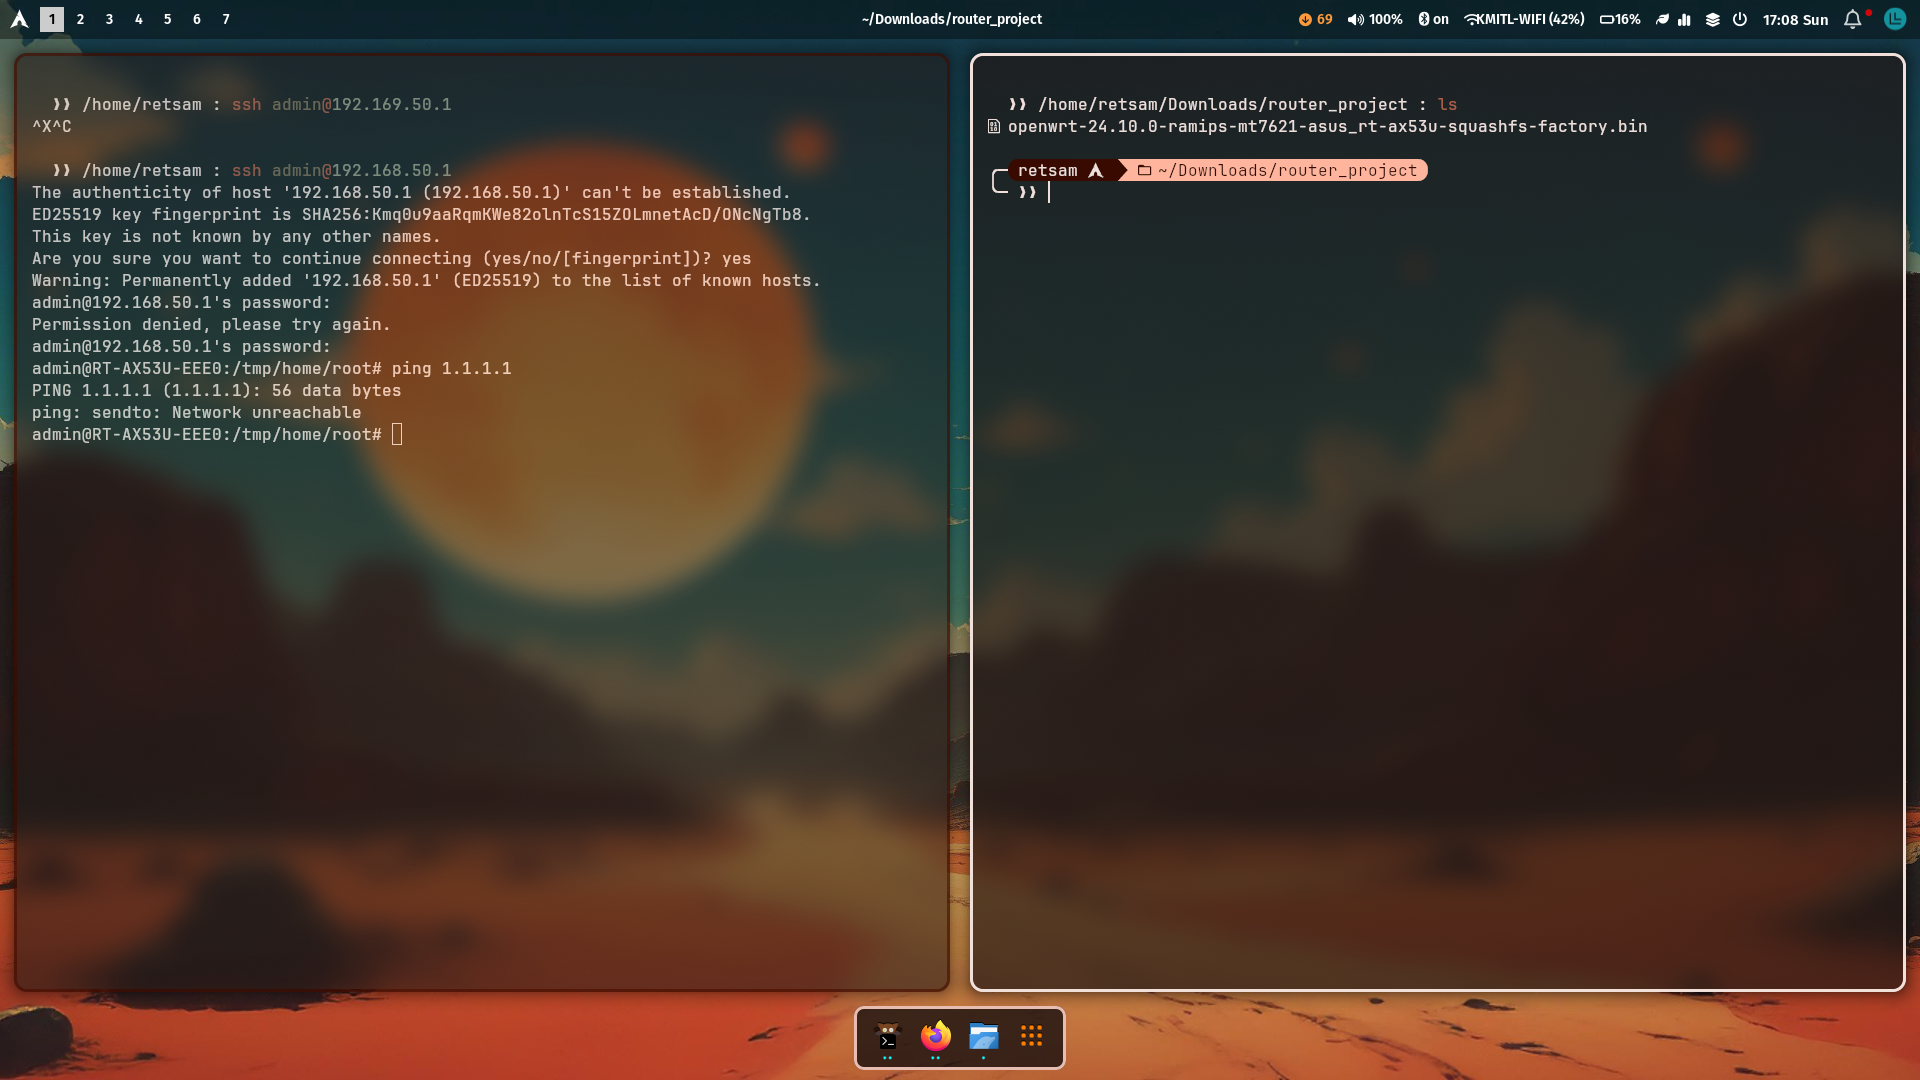 1 2 3 4 5 6 7
~/Downloads/router_project
69 100% on KMITL-WIFI (42%) 16% 17:08 Sun
❫❫ /home/retsam : ssh admin@192.169.50.1
^X^C
❫❫ /home/retsam : ssh admin@192.168.50.1
The authenticity of host '192.168.50.1 (192.168.50.1)' can't be established.
ED25519 key fingerprint is SHA256:Kmq0u9aaRqmKWe82olnTcS15ZOLmnetAcD/ONcNgTb8.
This key is not known by any other names.
Are you sure you want to continue connecting (yes/no/[fingerprint])? yes
Warning: Permanently added '192.168.50.1' (ED25519) to the list of known hosts.
admin@192.168.50.1's password:
Permission denied, please try again.
admin@192.168.50.1's password:
admin@RT-AX53U-EEE0:/tmp/home/root# ping 1.1.1.1
PING 1.1.1.1 (1.1.1.1): 56 data bytes
ping: sendto: Network unreachable
admin@RT-AX53U-EEE0:/tmp/home/root#
❫❫ /home/retsam/Downloads/router_project : ls
openwrt-24.10.0-ramips-mt7621-asus_rt-ax53u-squashfs-factory.bin
retsam ~/Downloads/router_project
❫❫